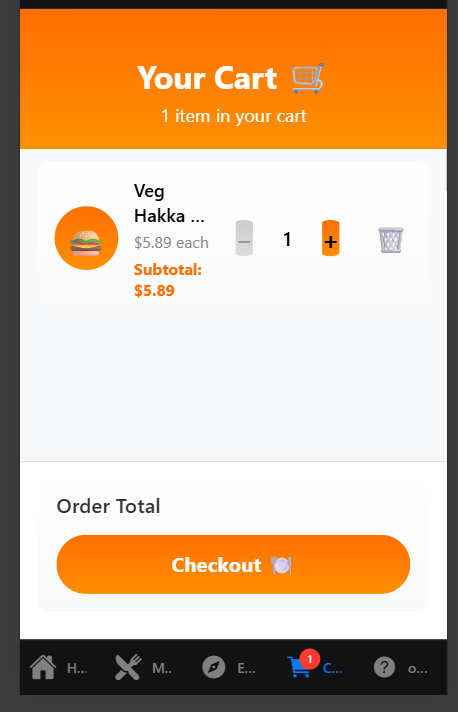 Your Cart 🛒
1 item in your cart
Veg
Hakka ...
$5.89 each
Subtotal:
$5.89
− 1 +
Order Total
Checkout 🍽️
H...
M...
E...
1
C...
?
o...